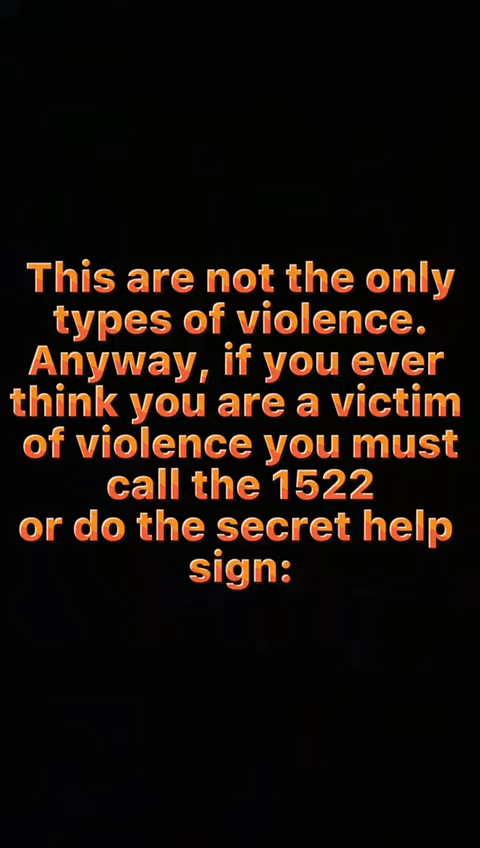 This are not the only
types of violence.
Anyway, if you ever
think you are a victim
of violence you must
call the 1522
or do the secret help
sign: